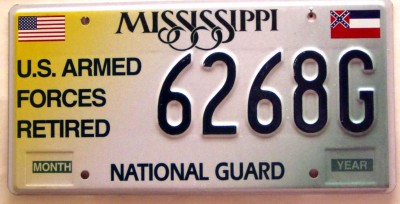 MISSISSIPPI
U.S. ARMED
FORCES
RETIRED
6268G
MONTH
NATIONAL GUARD
YEAR